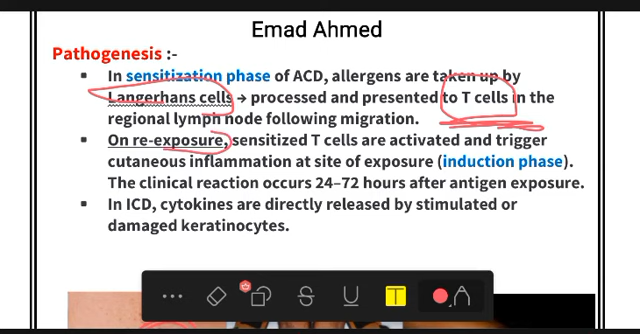 Emad Ahmed
Pathogenesis :-
▪ In sensitization phase of ACD, allergens are taken up by
Langerhans cells → processed and presented to T cells in the
regional lymph node following migration.
▪ On re-exposure, sensitized T cells are activated and trigger
cutaneous inflammation at site of exposure (induction phase).
The clinical reaction occurs 24–72 hours after antigen exposure.
▪ In ICD, cytokines are directly released by stimulated or
damaged keratinocytes.